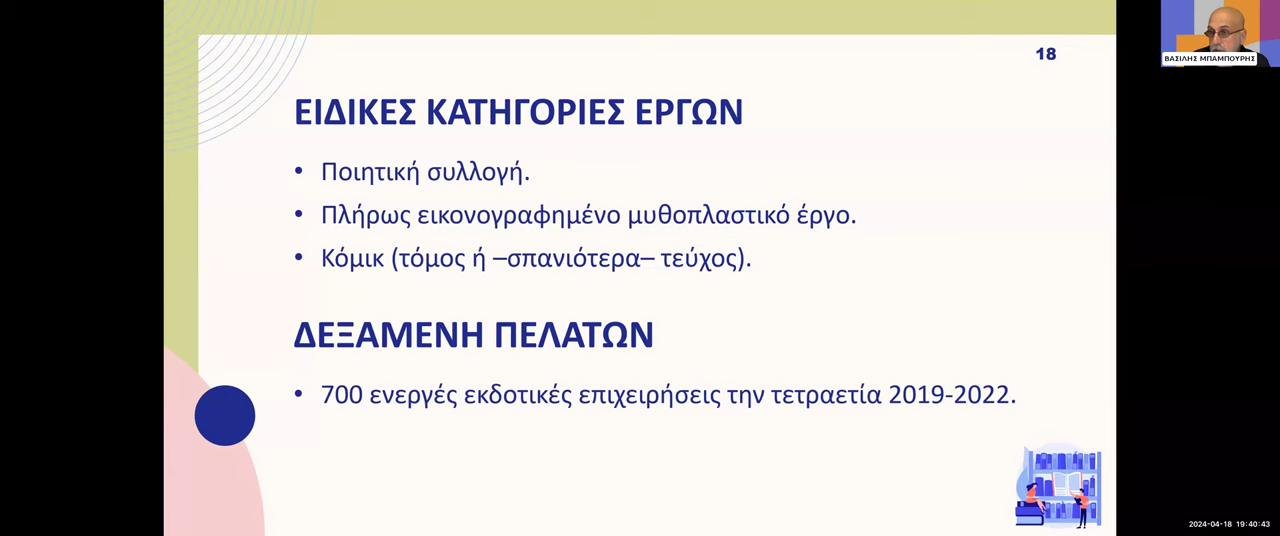 18
ΒΑΣΙΛΗΣ ΜΠΑΜΠΟΥΡΗΣ
ΕΙΔΙΚΕΣ ΚΑΤΗΓΟΡΙΕΣ ΕΡΓΩΝ
• Ποιητική συλλογή.
• Πλήρως εικονογραφημένο μυθοπλαστικό έργο.
• Κόμικ (τόμος ή –σπανιότερα– τεύχος).
ΔΕΞΑΜΕΝΗ ΠΕΛΑΤΩΝ
• 700 ενεργές εκδοτικές επιχειρήσεις την τετραετία 2019-2022.
2024-04-18 19:40:43